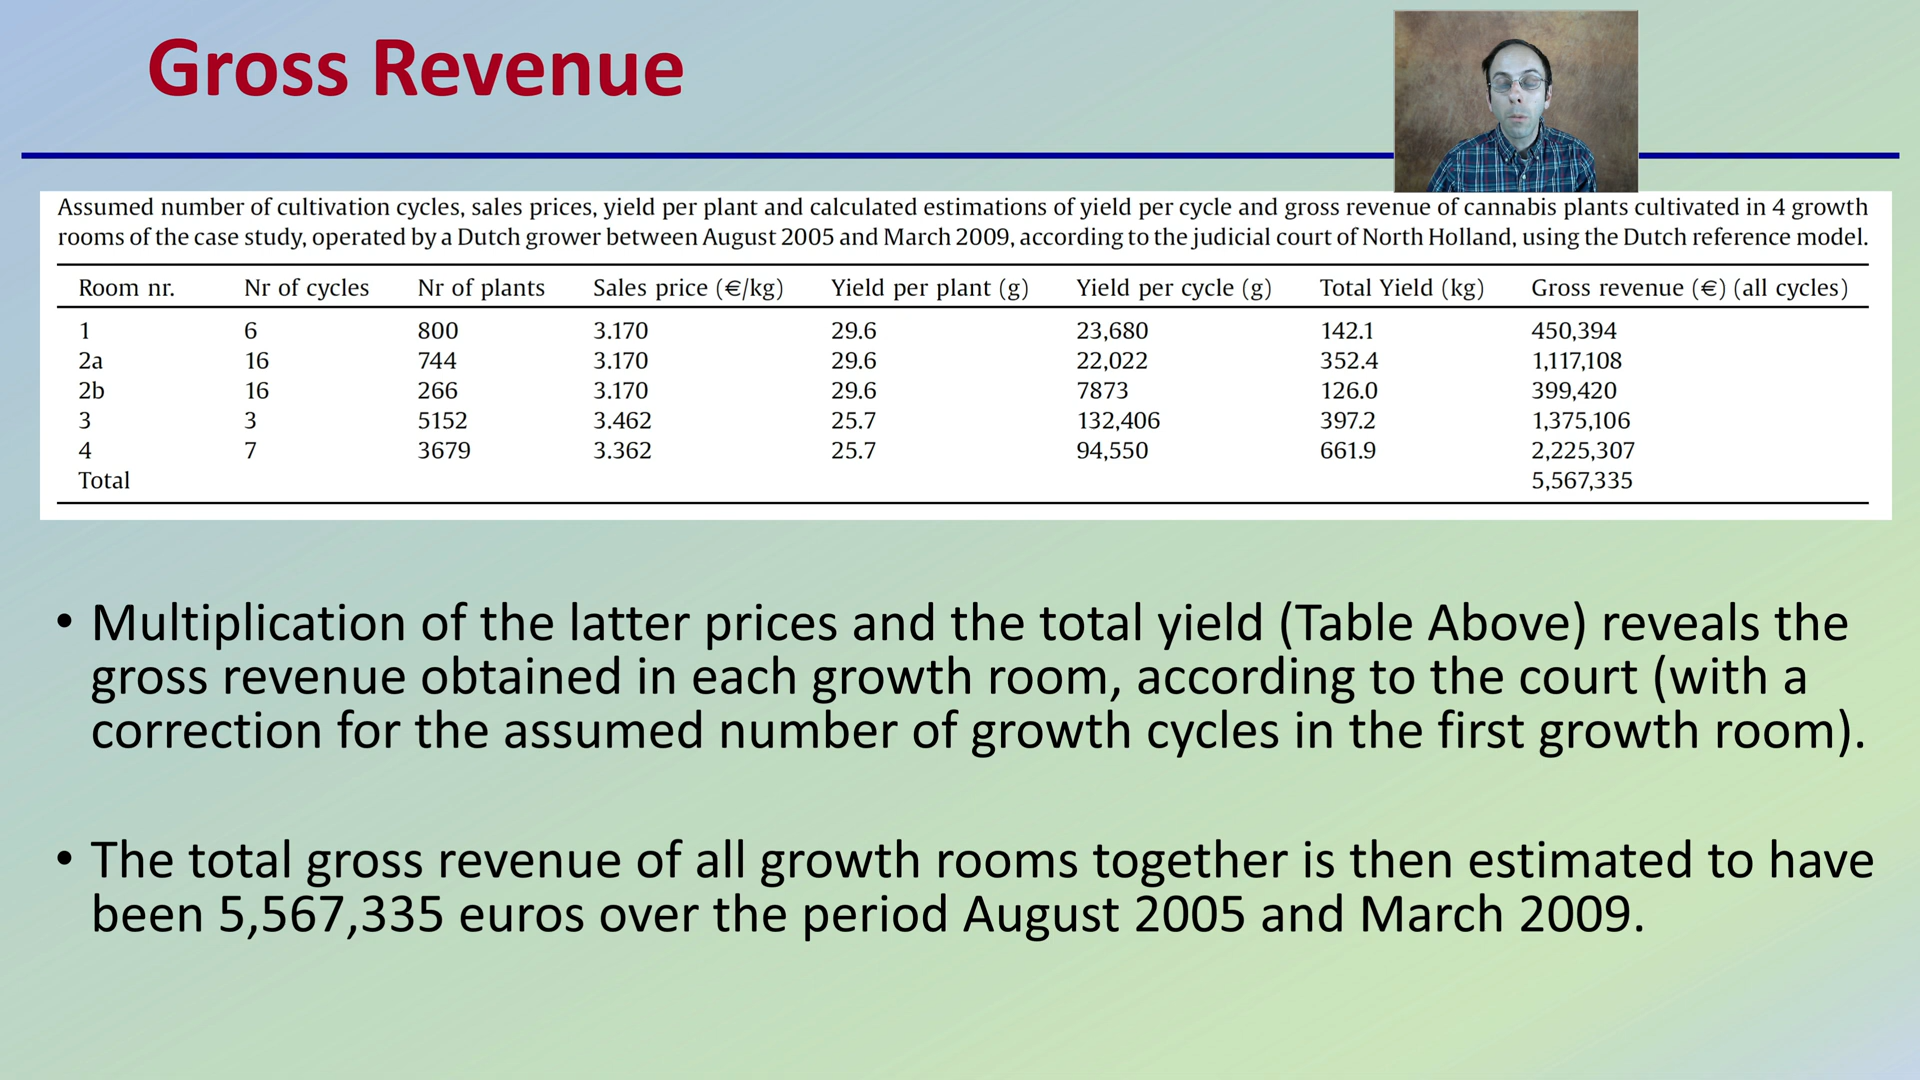 Gross Revenue
Assumed number of cultivation cycles, sales prices, yield per plant and calculated estimations of yield per cycle and gross revenue of cannabis plants cultivated in 4 growth
rooms of the case study, operated by a Dutch grower between August 2005 and March 2009, according to the judicial court of North Holland, using the Dutch reference model.
Room nr. Nr of cycles Nr of plants Sales price (€/kg) Yield per plant (g) Yield per cycle (g) Total Yield (kg) Gross revenue (€) (all cycles)
1 6 800 3.170 29.6 23,680 142.1 450,394
2a 16 744 3.170 29.6 22,022 352.4 1,117,108
2b 16 266 3.170 29.6 7873 126.0 399,420
3 3 5152 3.462 25.7 132,406 397.2 1,375,106
4 7 3679 3.362 25.7 94,550 661.9 2,225,307
Total 5,567,335
• Multiplication of the latter prices and the total yield (Table Above) reveals the
gross revenue obtained in each growth room, according to the court (with a
correction for the assumed number of growth cycles in the first growth room).
• The total gross revenue of all growth rooms together is then estimated to have
been 5,567,335 euros over the period August 2005 and March 2009.